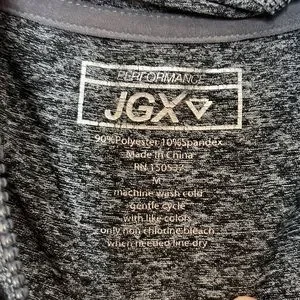 PERFORMANCE
JGX
90%Polyester 10%Spandex
Made in China
RN 150537
M
machine wash cold
gentle cycle
with like colors
only non chlorine bleach
when needed line dry